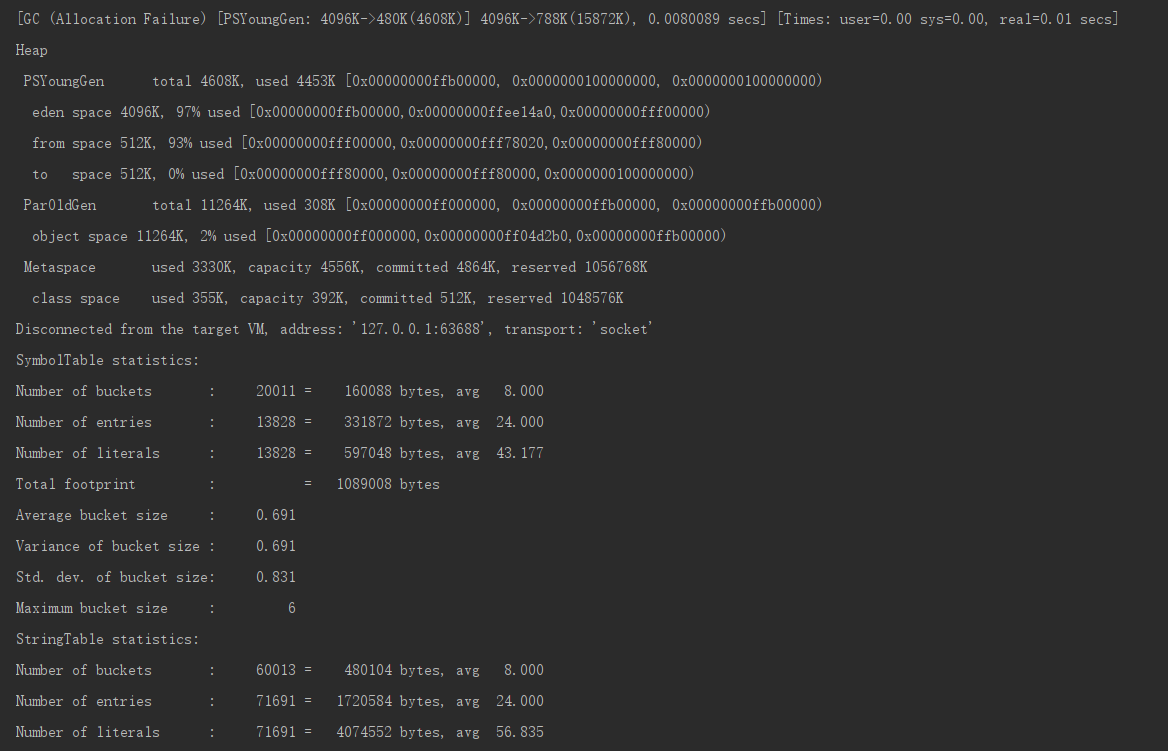 [GC (Allocation Failure) [PSYoungGen: 4096K->480K(4608K)] 4096K->788K(15872K), 0.0080089 secs] [Times: user=0.00 sys=0.00, real=0.01 secs]
Heap
 PSYoungGen      total 4608K, used 4453K [0x00000000ffb00000, 0x0000000100000000, 0x0000000100000000)
  eden space 4096K, 97% used [0x00000000ffb00000,0x00000000ffee14a0,0x00000000fff00000)
  from space 512K, 93% used [0x00000000fff00000,0x00000000fff78020,0x00000000fff80000)
  to   space 512K, 0% used [0x00000000fff80000,0x00000000fff80000,0x0000000100000000)
 ParOldGen       total 11264K, used 308K [0x00000000ff000000, 0x00000000ffb00000, 0x00000000ffb00000)
  object space 11264K, 2% used [0x00000000ff000000,0x00000000ff04d2b0,0x00000000ffb00000)
 Metaspace       used 3330K, capacity 4556K, committed 4864K, reserved 1056768K
  class space    used 355K, capacity 392K, committed 512K, reserved 1048576K
Disconnected from the target VM, address: '127.0.0.1:63688', transport: 'socket'
SymbolTable statistics:
Number of buckets       :     20011 =    160088 bytes, avg   8.000
Number of entries       :     13828 =    331872 bytes, avg  24.000
Number of literals      :     13828 =    597048 bytes, avg  43.177
Total footprint         :           =   1089008 bytes
Average bucket size     :     0.691
Variance of bucket size :     0.691
Std. dev. of bucket size:     0.831
Maximum bucket size     :         6
StringTable statistics:
Number of buckets       :     60013 =    480104 bytes, avg   8.000
Number of entries       :     71691 =   1720584 bytes, avg  24.000
Number of literals      :     71691 =   4074552 bytes, avg  56.835